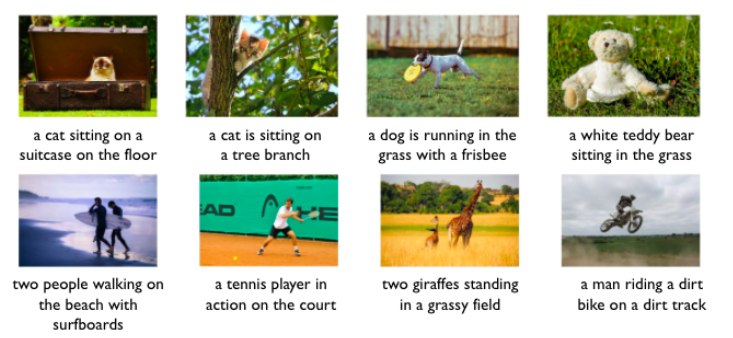 a cat sitting on a
suitcase on the floor
a cat is sitting on
a tree branch
a dog is running in the
grass with a frisbee
a white teddy bear
sitting in the grass
EAD
HE
two people walking on
the beach with
surfboards
a tennis player in
action on the court
two giraffes standing
in a grassy field
a man riding a dirt
bike on a dirt track